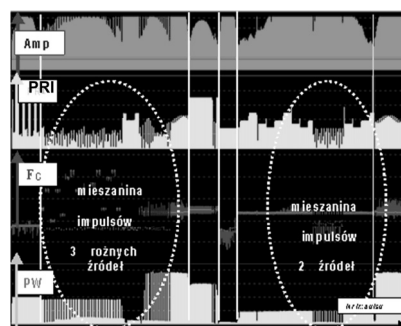 Amp
PRI
Fc
mieszanina
impulsów
3 rożnych
źródeł
mieszanina
impulsów
2 źródeł
PW